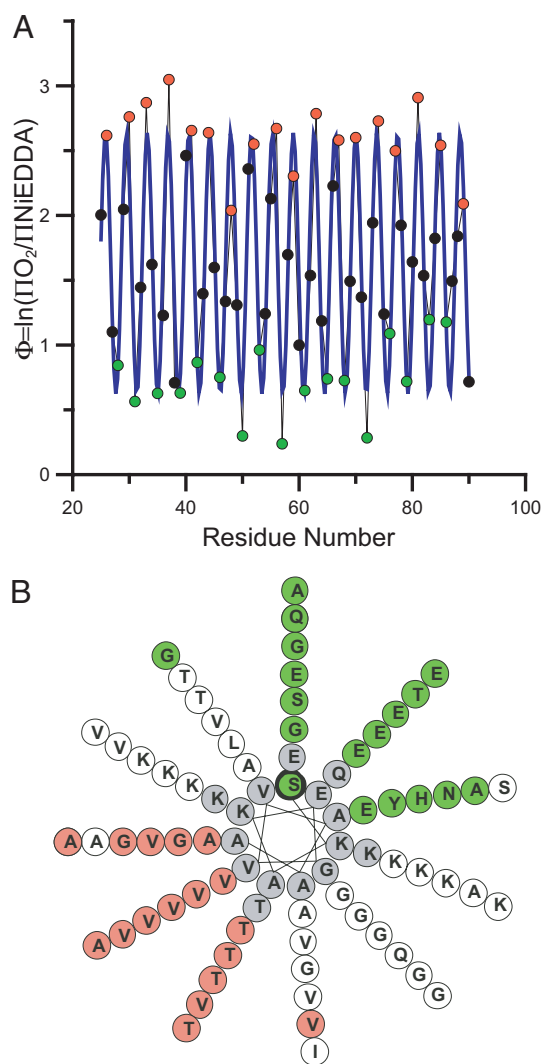 A
Φ=ln(ΠO2/ΠNiEDDA)
3
2
1
0
20
40
60
80
100
Residue Number
B
A Q G E S G E S
E T E E E Q E
A E Y H N A S
K K K K K A K
G G G G Q G G
A A V G V V I
A T T T T V T
V V V V V V A
A A G V G A A
K K K K K V V
V A L V T T G